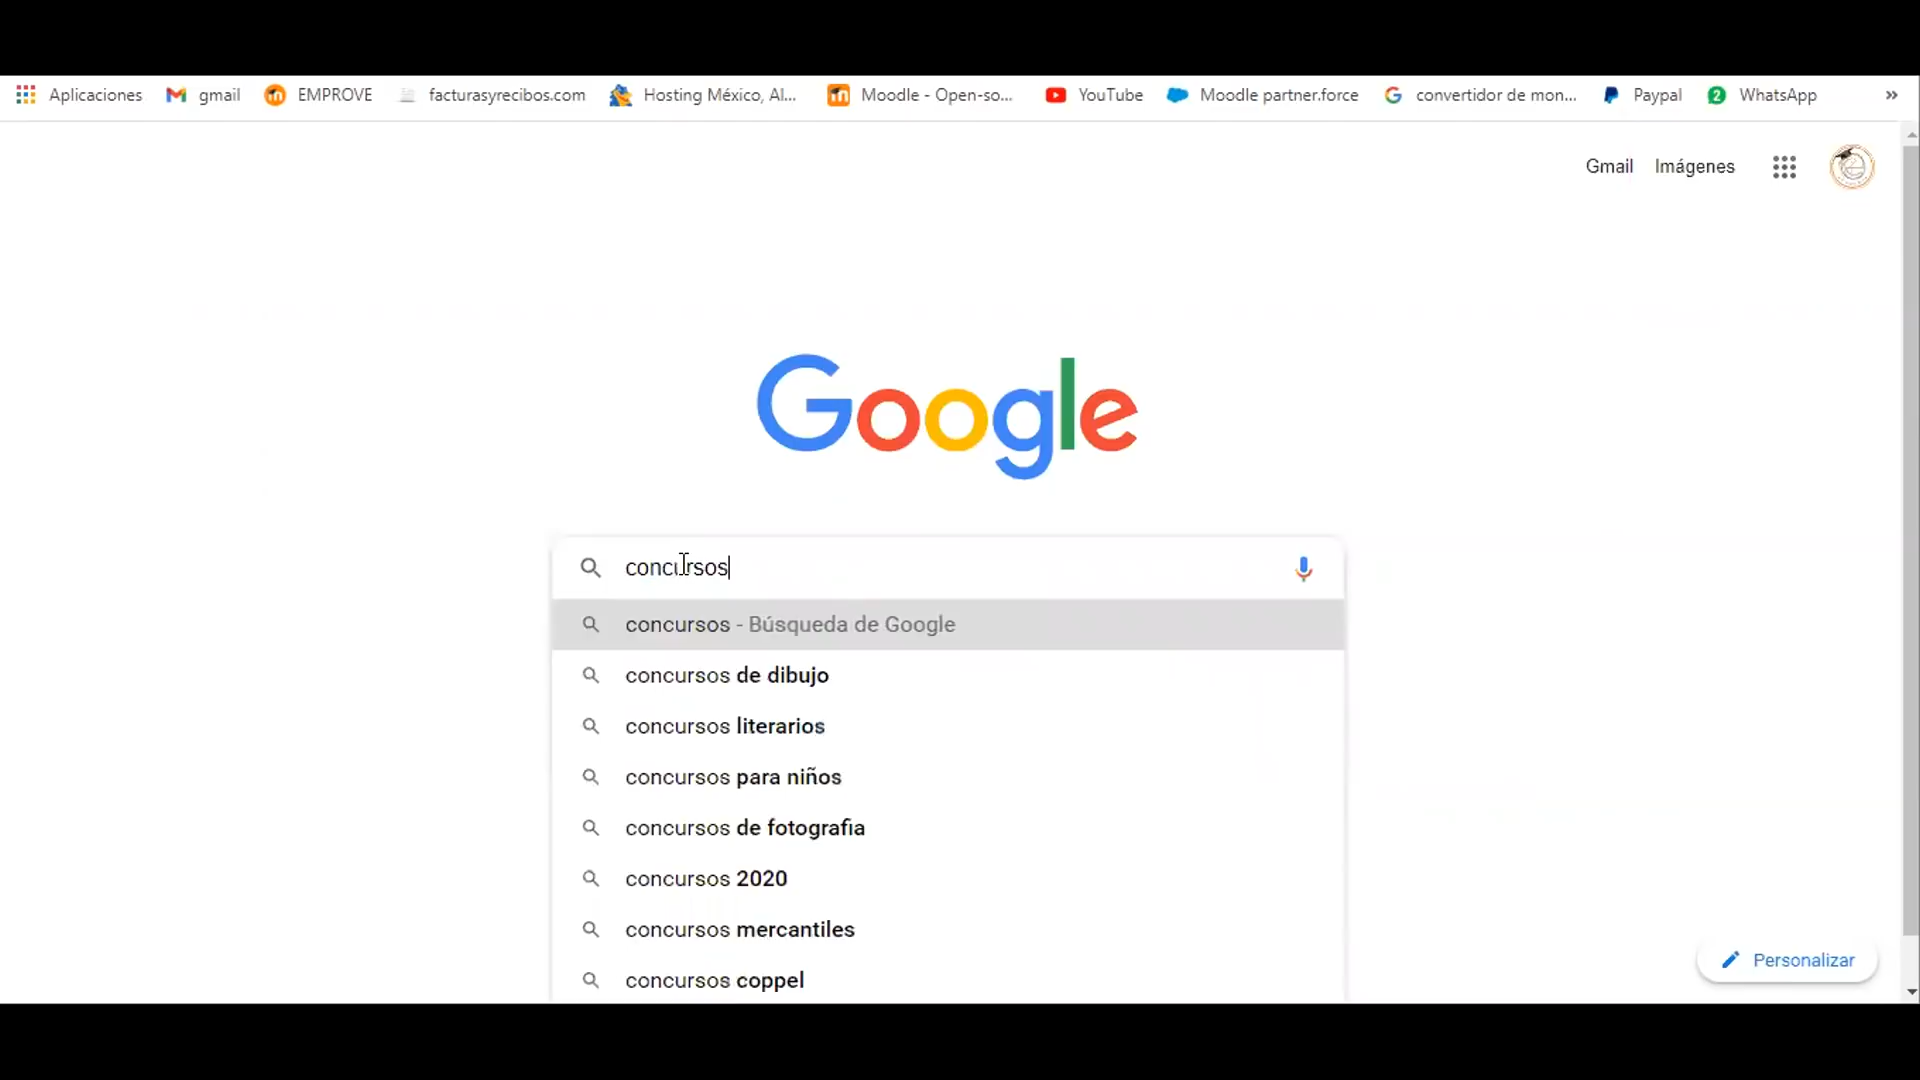 Aplicaciones gmail EMPROVE facturasyrecibos.com Hosting México, Al... Moodle - Open-so... YouTube Moodle partner.force convertidor de mon... Paypal 2 WhatsApp »
Gmail Imágenes
Google
concursos
concursos - Búsqueda de Google
concursos de dibujo
concursos literarios
concursos para niños
concursos de fotografia
concursos 2020
concursos mercantiles
concursos coppel
Personalizar